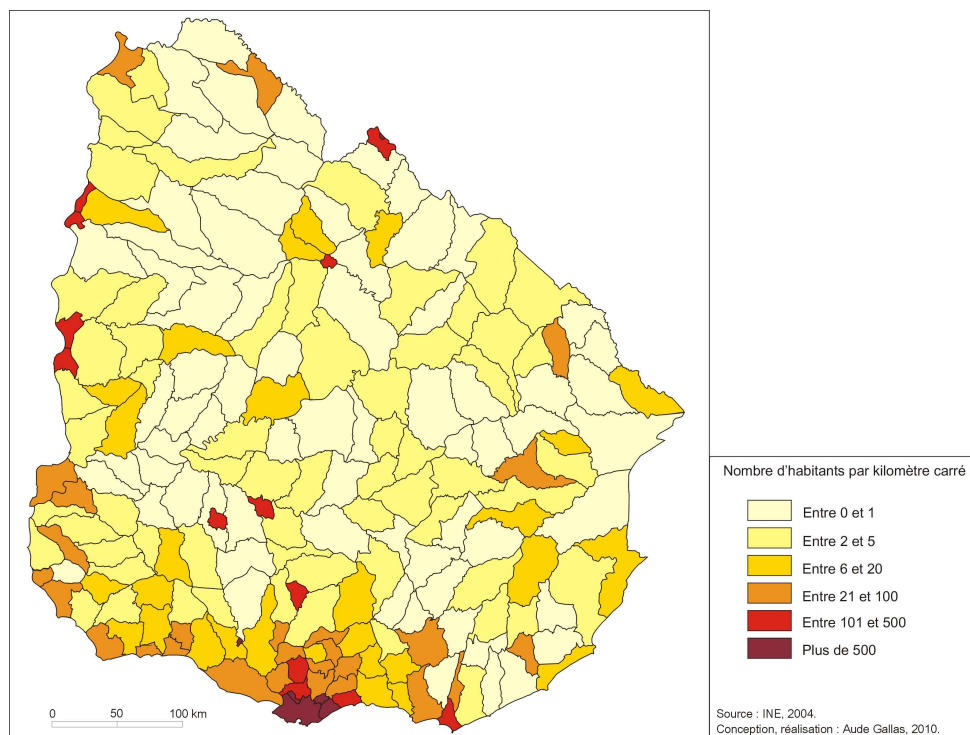 Nombre d'habitants par kilomètre carré
Entre 0 et 1
Entre 2 et 5
Entre 6 et 20
Entre 21 et 100
Entre 101 et 500
Plus de 500
0 50 100 km
Source : INE, 2004.
Conception, réalisation : Aude Gallas, 2010.